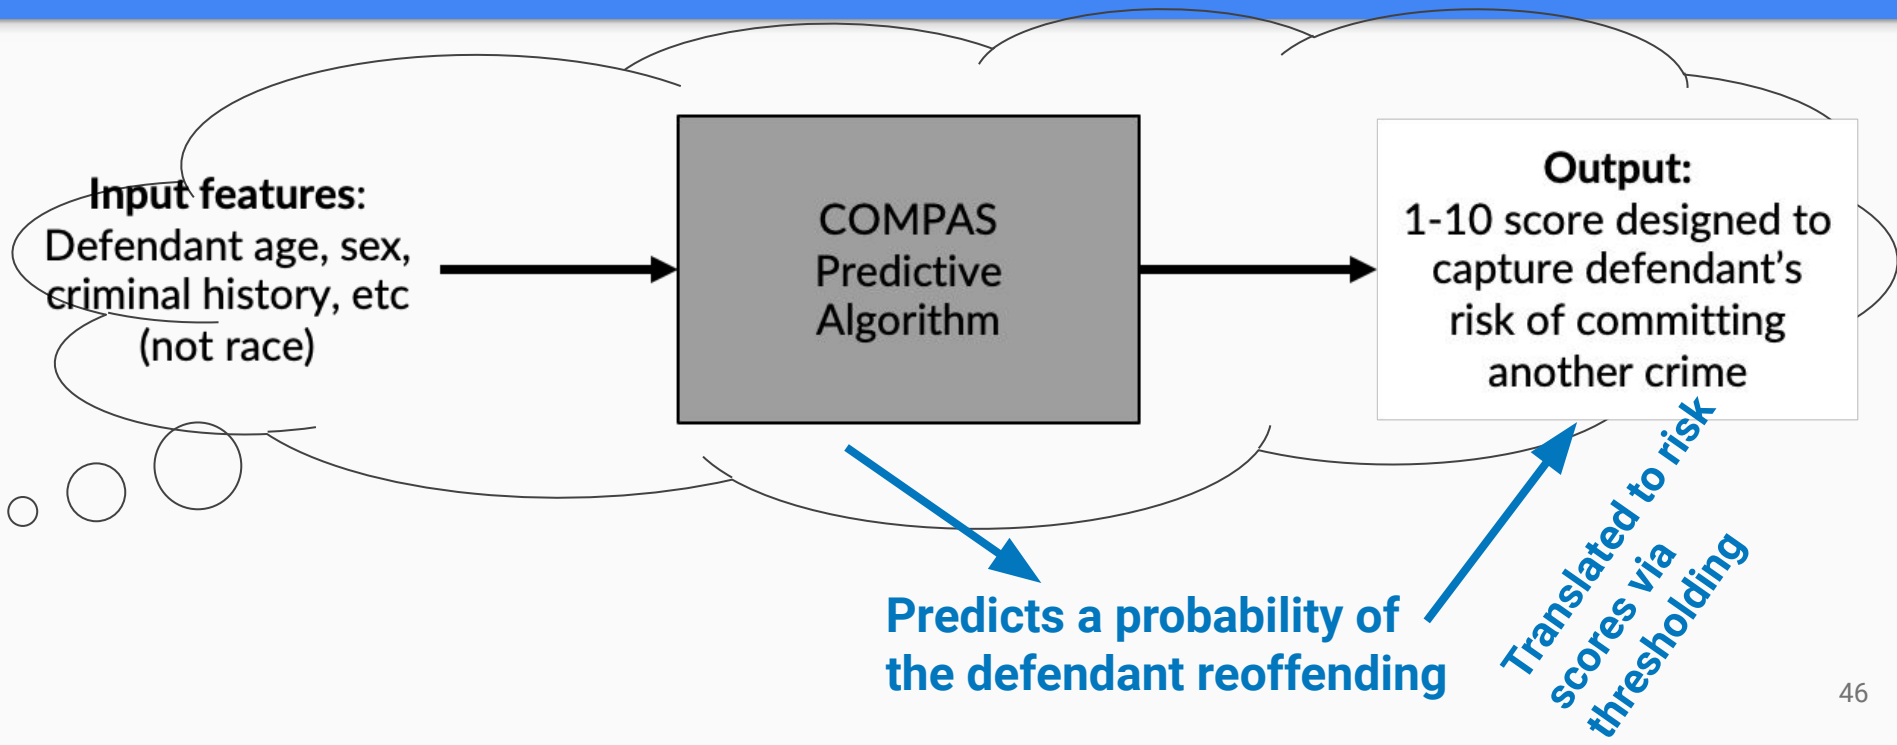 Input features:
Defendant age, sex,
criminal history, etc
(not race)
COMPAS
Predictive
Algorithm
Output:
1-10 score designed to
capture defendant’s
risk of committing
another crime
Predicts a probability of
the defendant reoffending
Translated to risk
scores via
thresholding
46